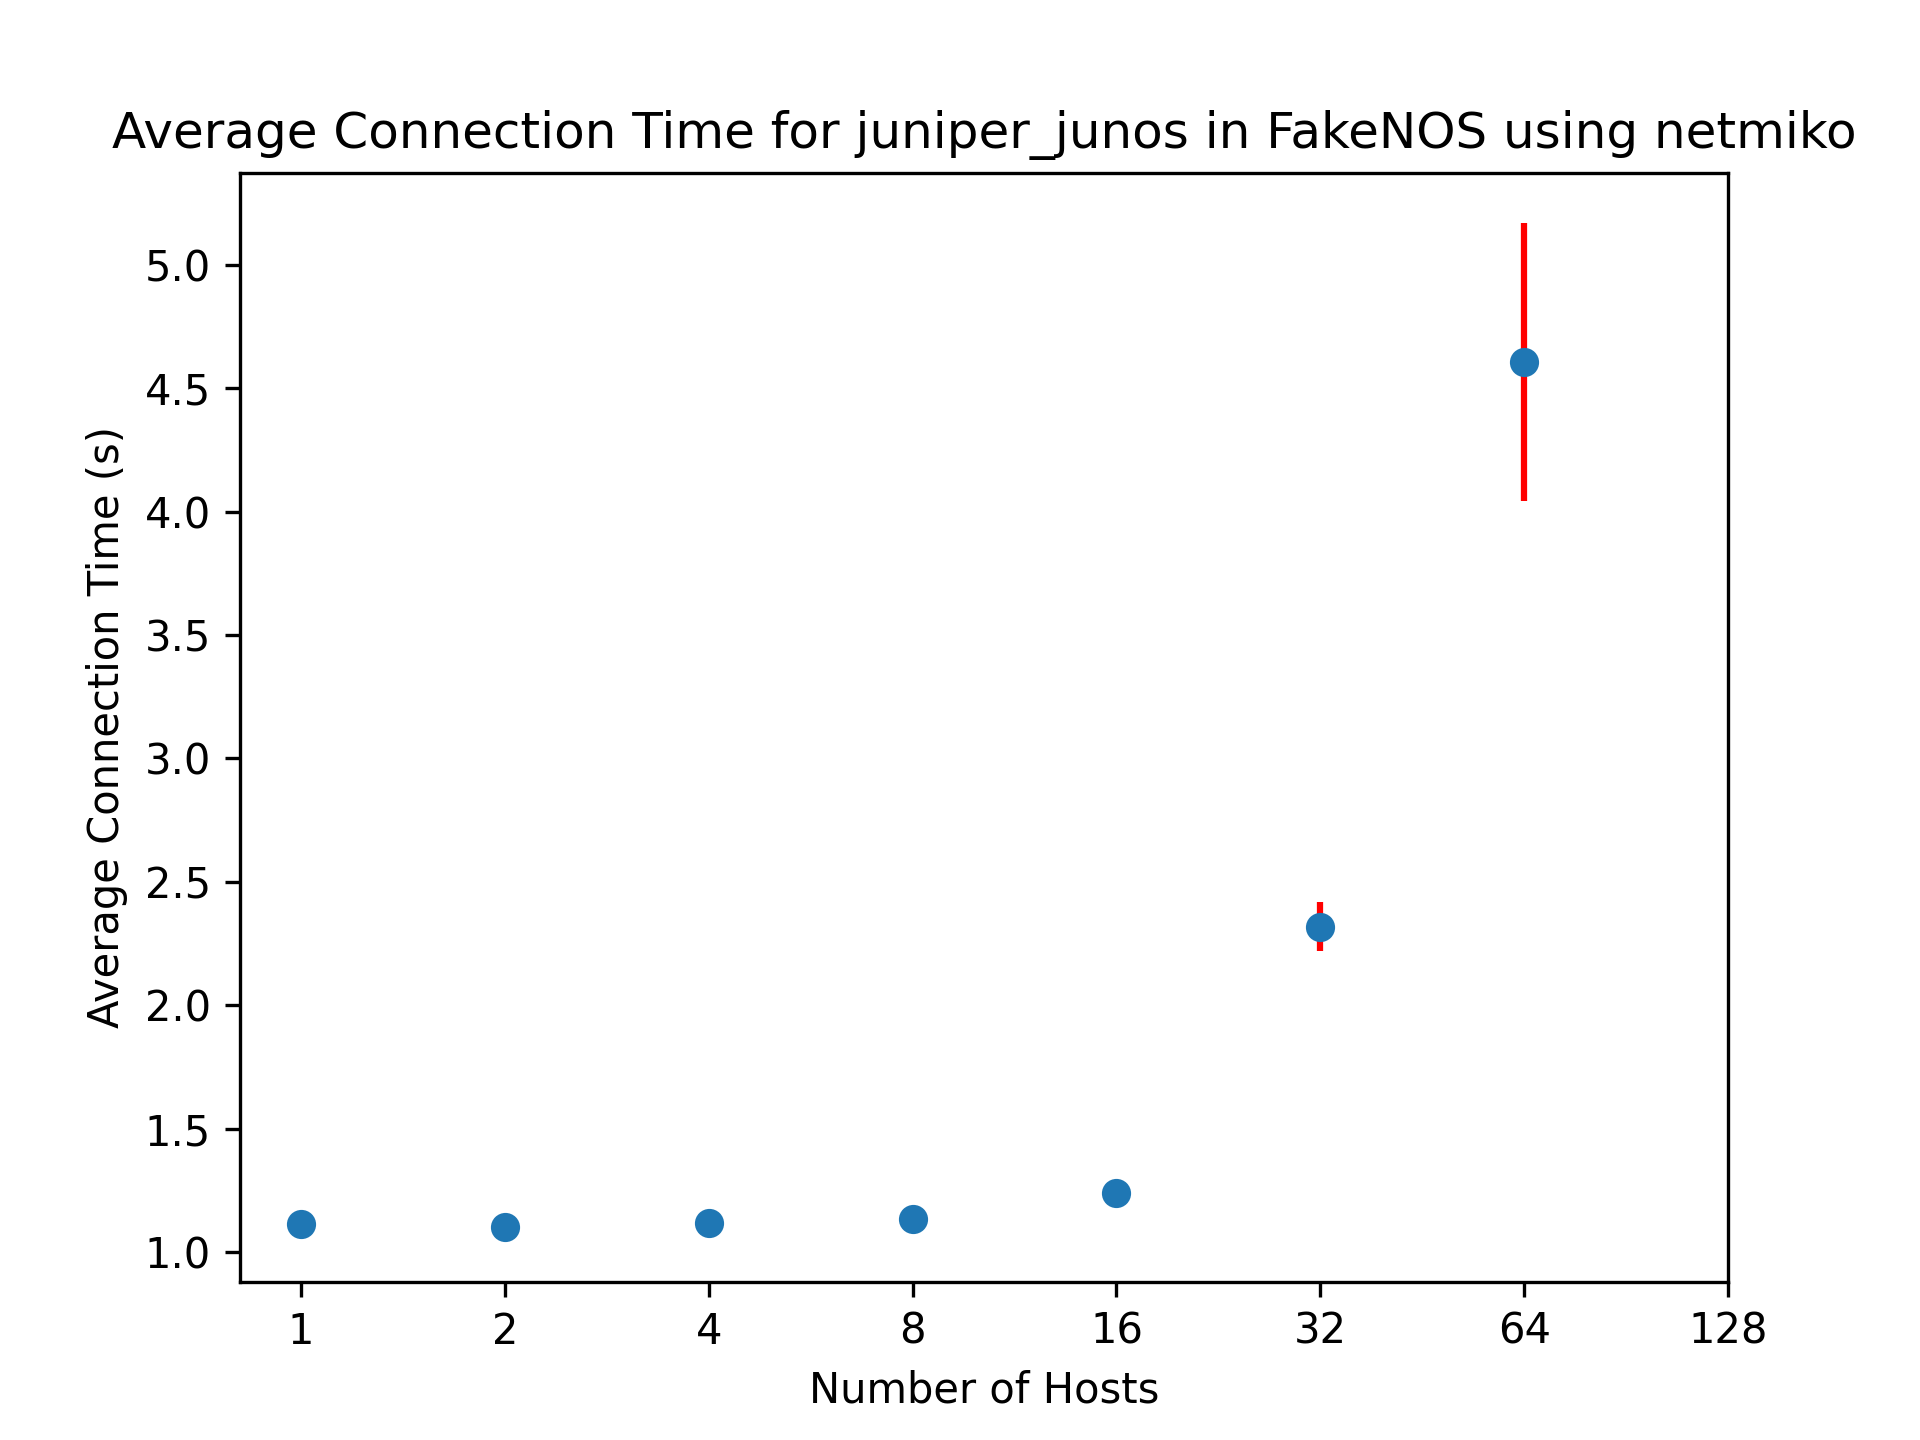 Average Connection Time for juniper_junos in FakeNOS using netmiko
5.0
4.5
4.0
3.5
3.0
2.5
2.0
1.5
1.0
Average Connection Time (s)
1 2 4 8 16 32 64 128
Number of Hosts